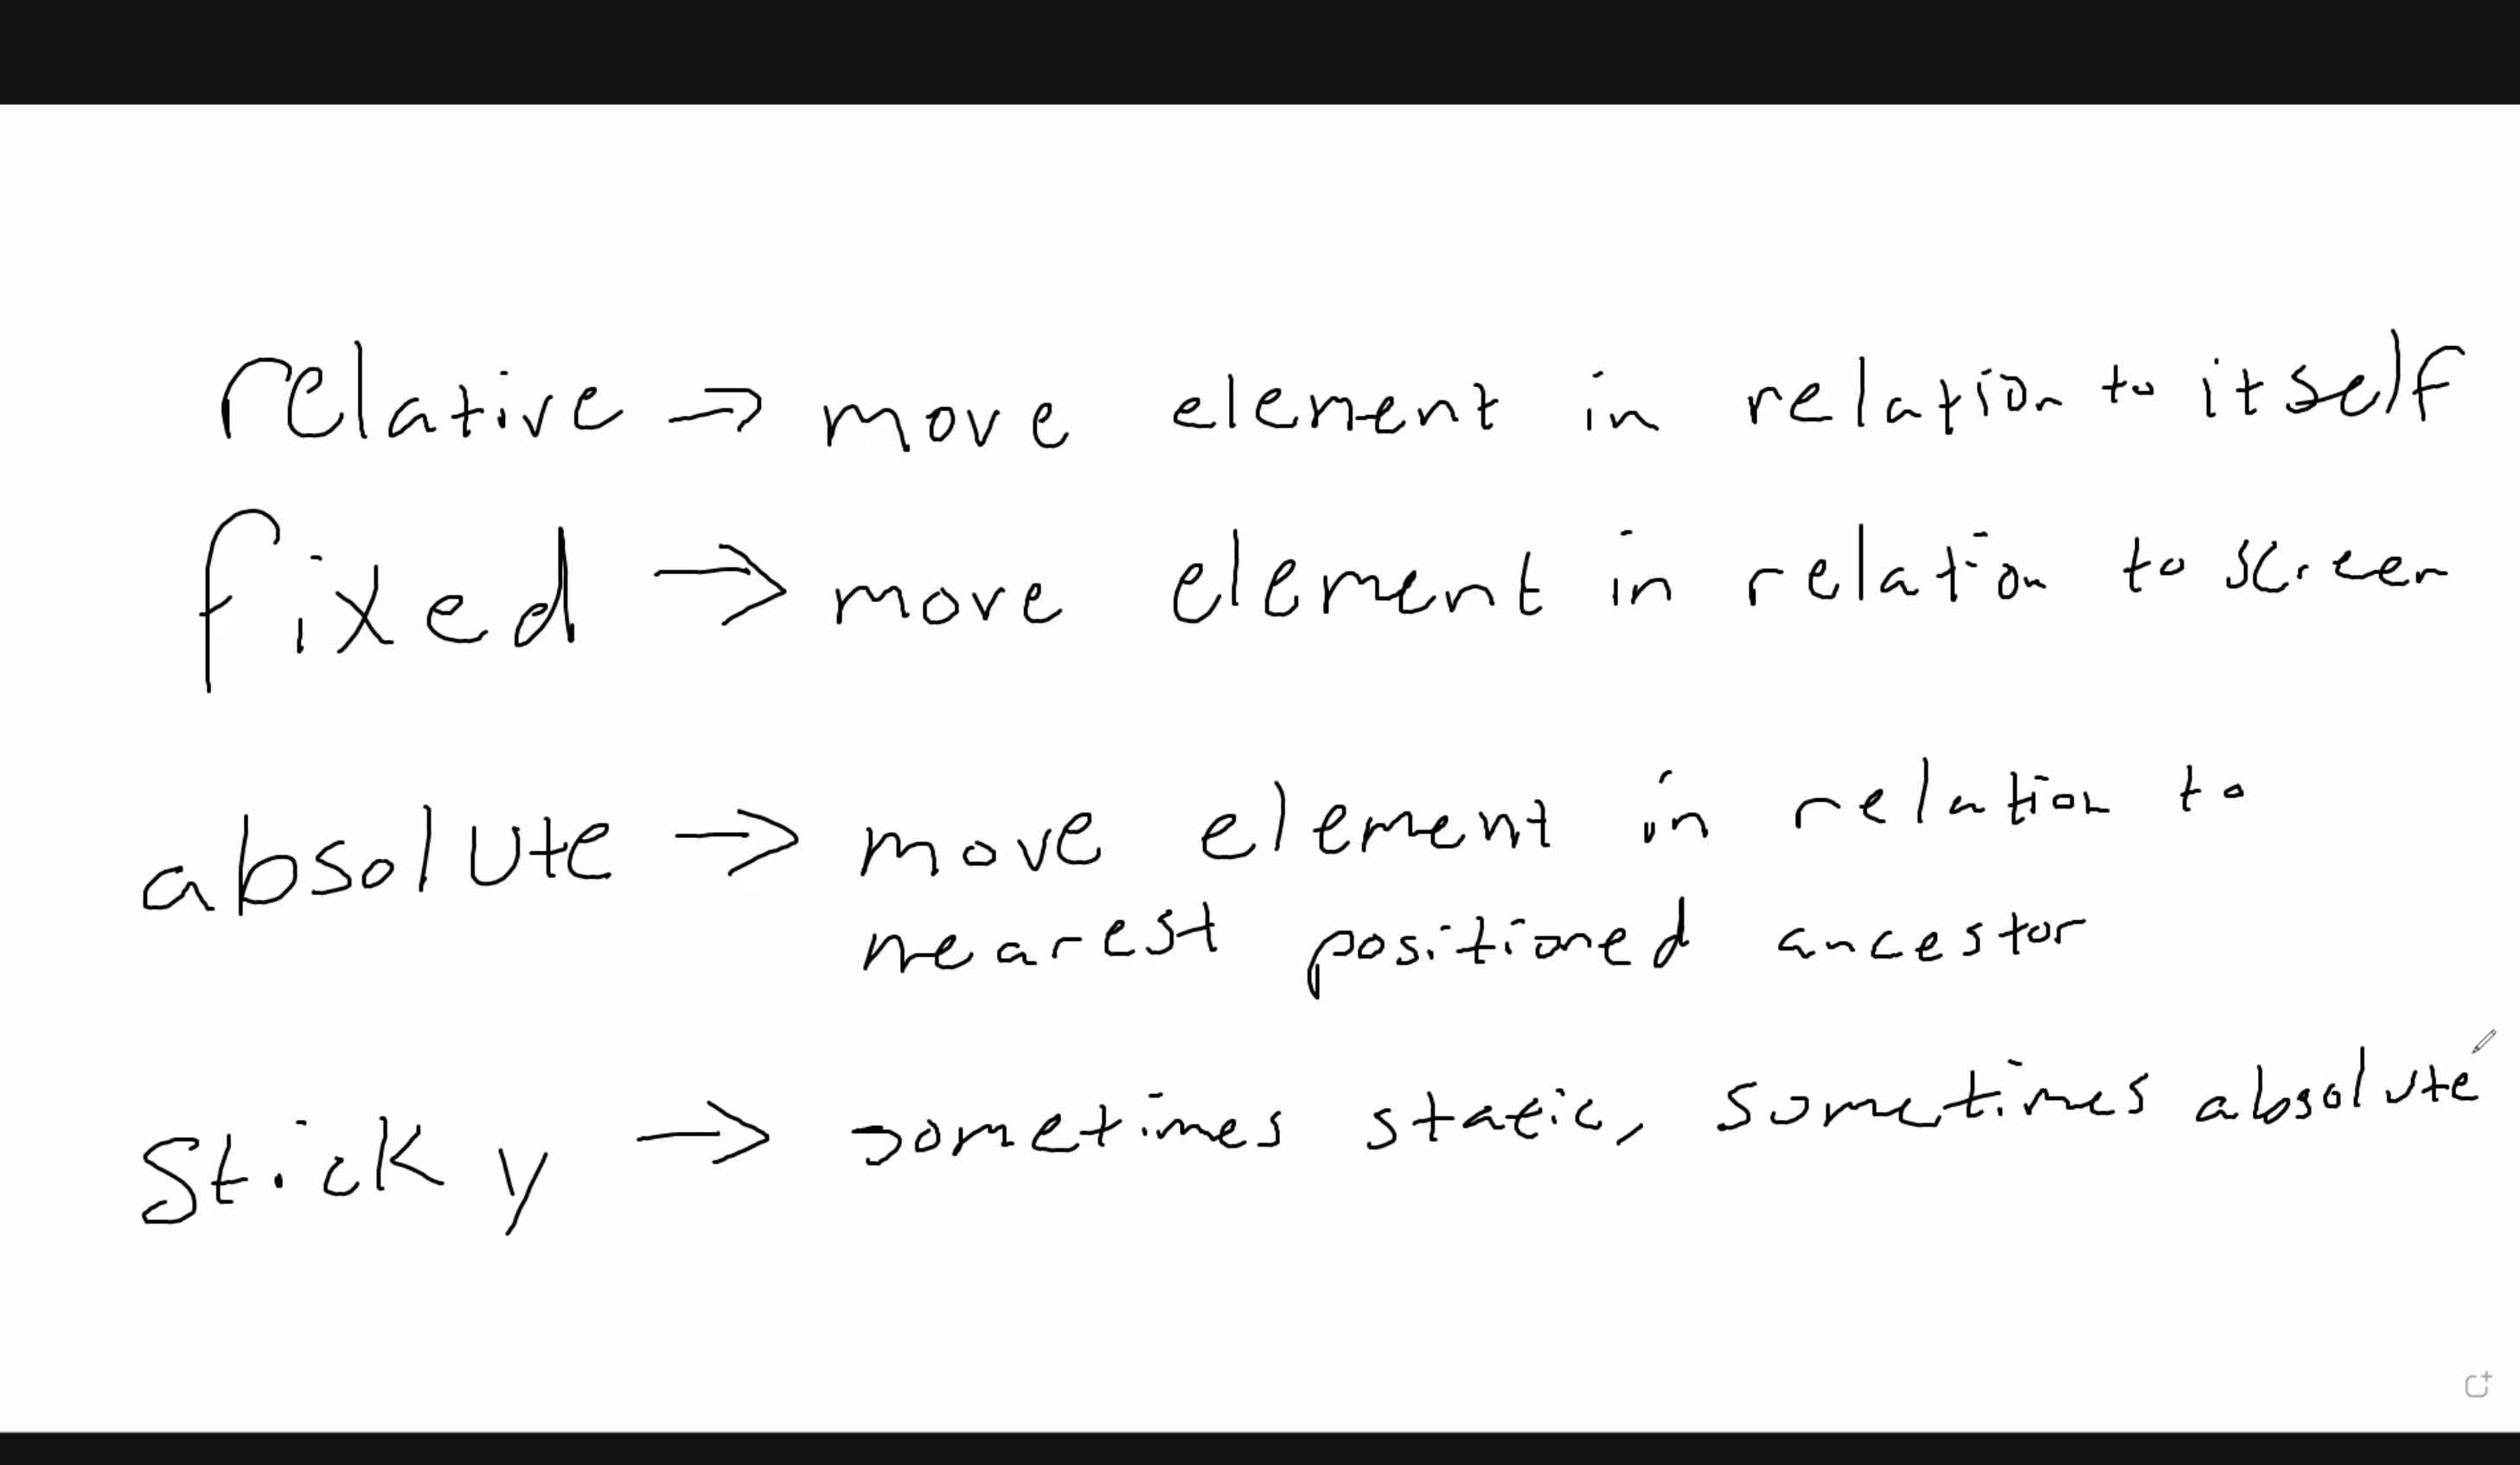 relative → move element in relation to itself
fixed → move element in relation to screen
absolute → move element in relation to
nearest positioned ancestor
sticky → sometimes static, sometimes absolute